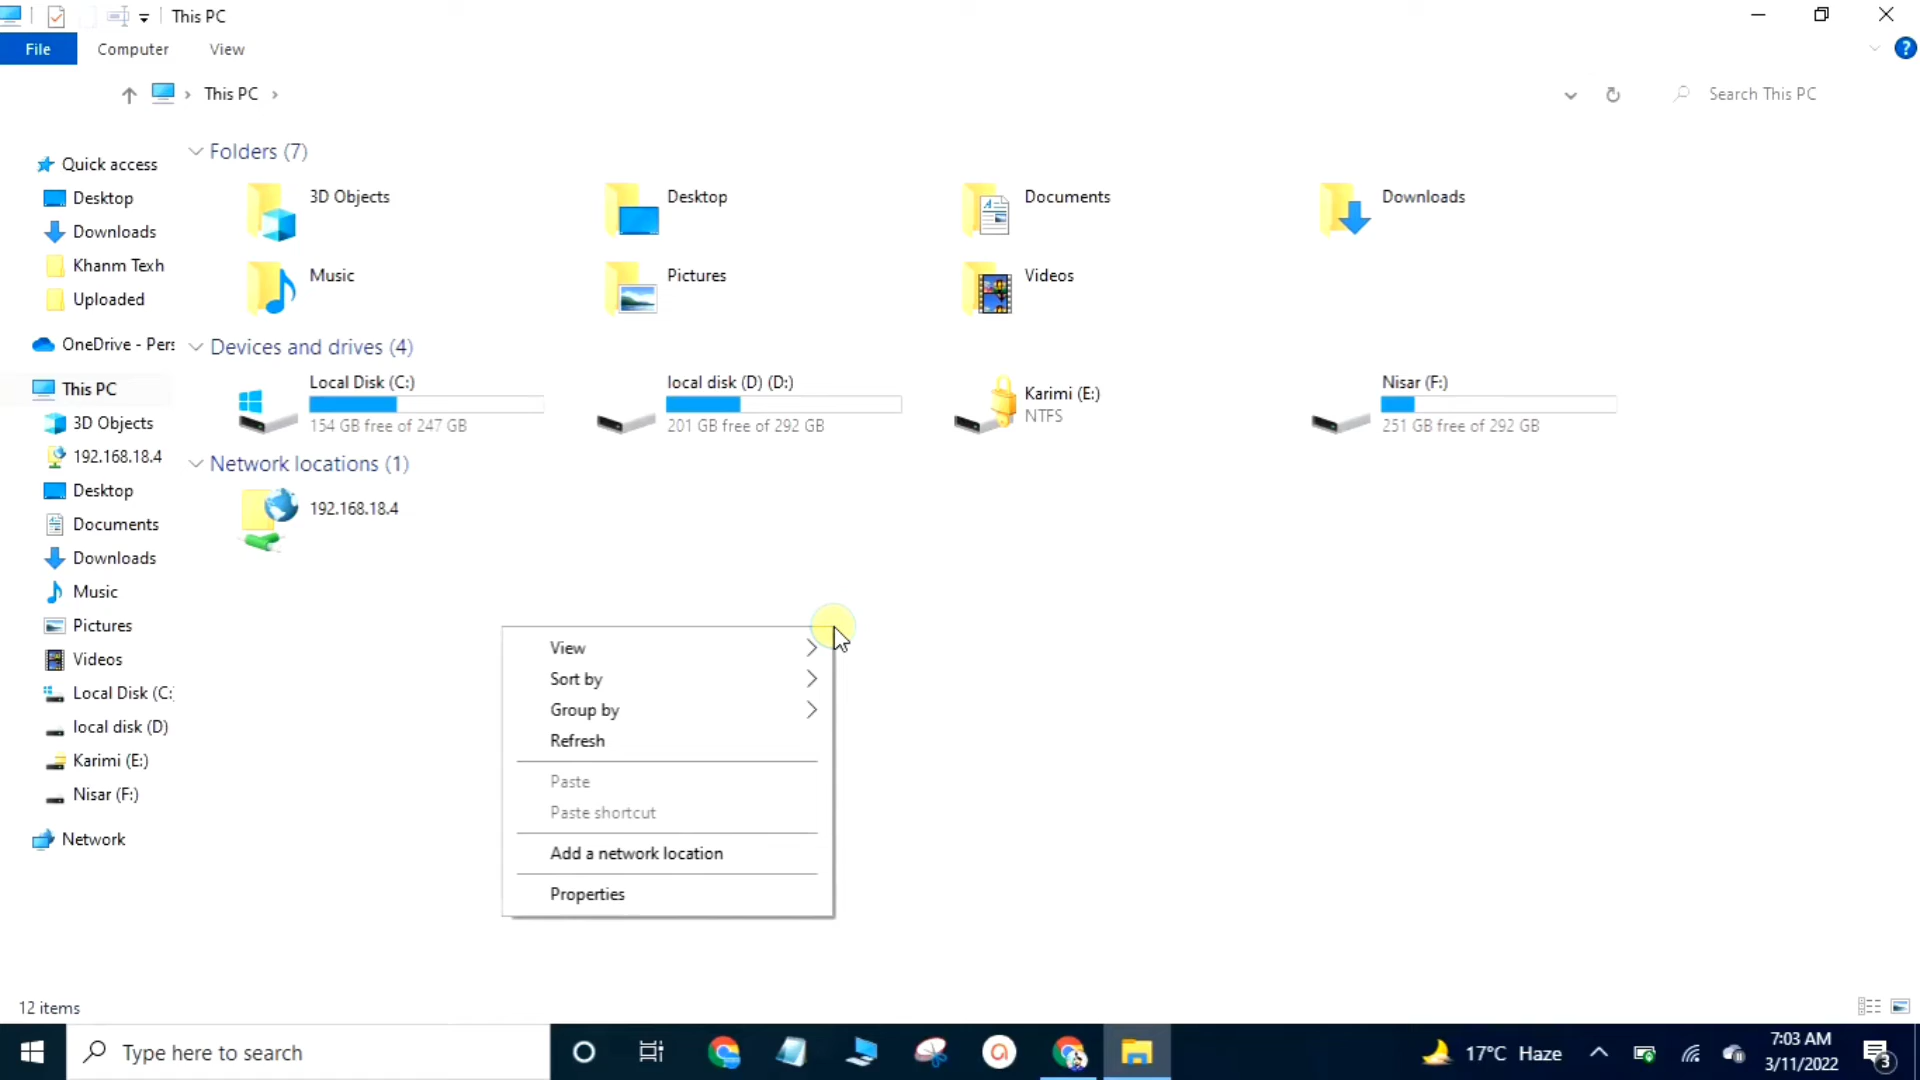 This PC
File Computer View
This PC
Search This PC
Quick access
Desktop
Downloads
Khanm Texh
Uploaded
OneDrive - Pers
This PC
3D Objects
192.168.18.4
Desktop
Documents
Downloads
Music
Pictures
Videos
Local Disk (C:)
local disk (D)
Karimi (E:)
Nisar (F:)
Network
Folders (7)
3D Objects
Desktop
Documents
Downloads
Music
Pictures
Videos
Devices and drives (4)
Local Disk (C:)
154 GB free of 247 GB
local disk (D) (D:)
201 GB free of 292 GB
Karimi (E:)
NTFS
Nisar (F:)
251 GB free of 292 GB
Network locations (1)
192.168.18.4
View
Sort by
Group by
Refresh
Paste
Paste shortcut
Add a network location
Properties
12 items
Type here to search
17°C Haze
7:03 AM
3/11/2022
3